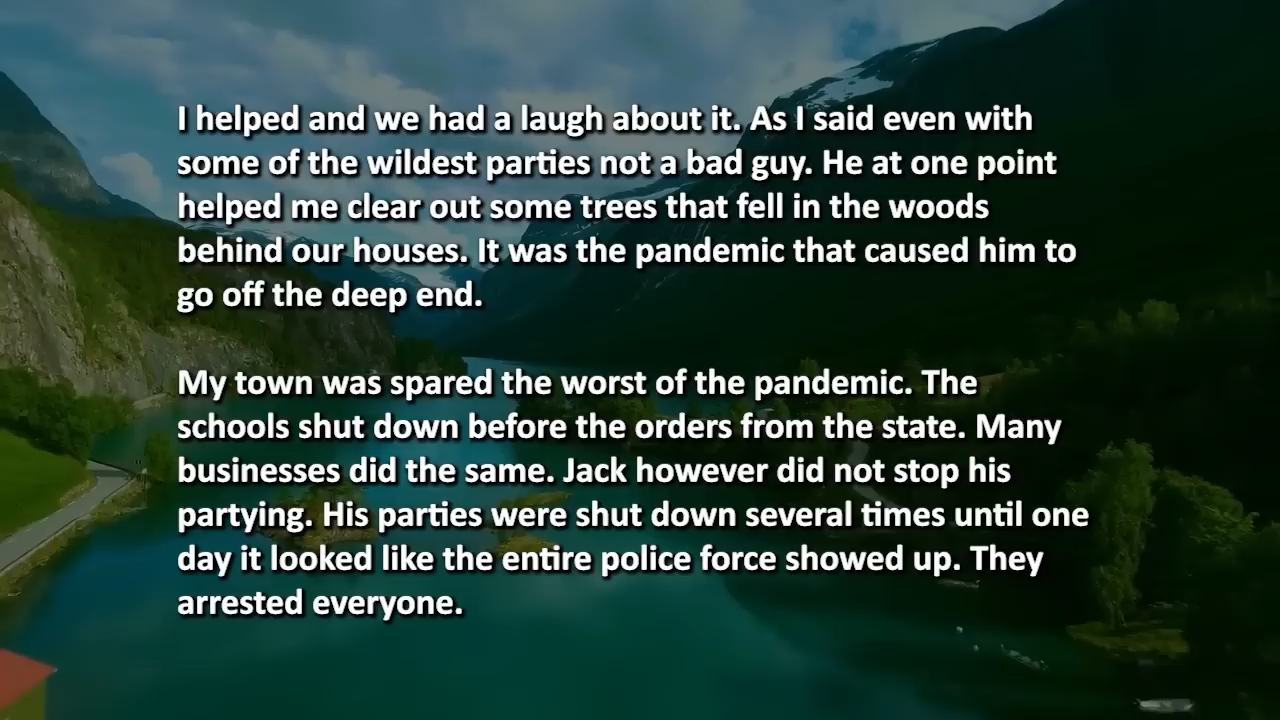 I helped and we had a laugh about it. As I said even with
some of the wildest parties not a bad guy. He at one point
helped me clear out some trees that fell in the woods
behind our houses. It was the pandemic that caused him to
go off the deep end.
My town was spared the worst of the pandemic. The
schools shut down before the orders from the state. Many
businesses did the same. Jack however did not stop his
partying. His parties were shut down several times until one
day it looked like the entire police force showed up. They
arrested everyone.